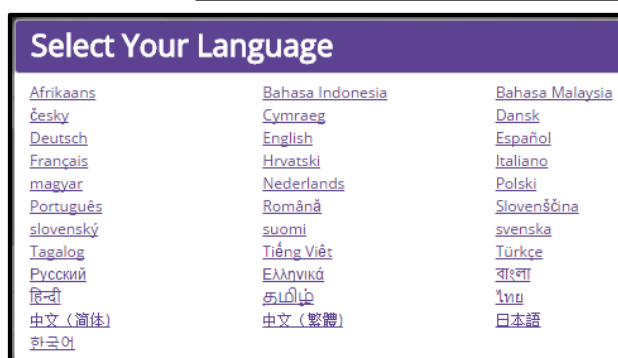 Select Your Language
Afrikaans Bahasa Indonesia Bahasa Malaysia
česky Cymraeg Dansk
Deutsch English Español
Français Hrvatski Italiano
magyar Nederlands Polski
Português Română Slovenščina
slovenský suomi svenska
Tagalog Tiếng Việt Türkçe
Русский Ελληνικά বাংলা
हिन्दी தமிழ் ไทย
中文（简体） 中文（繁體） 日本語
한국어